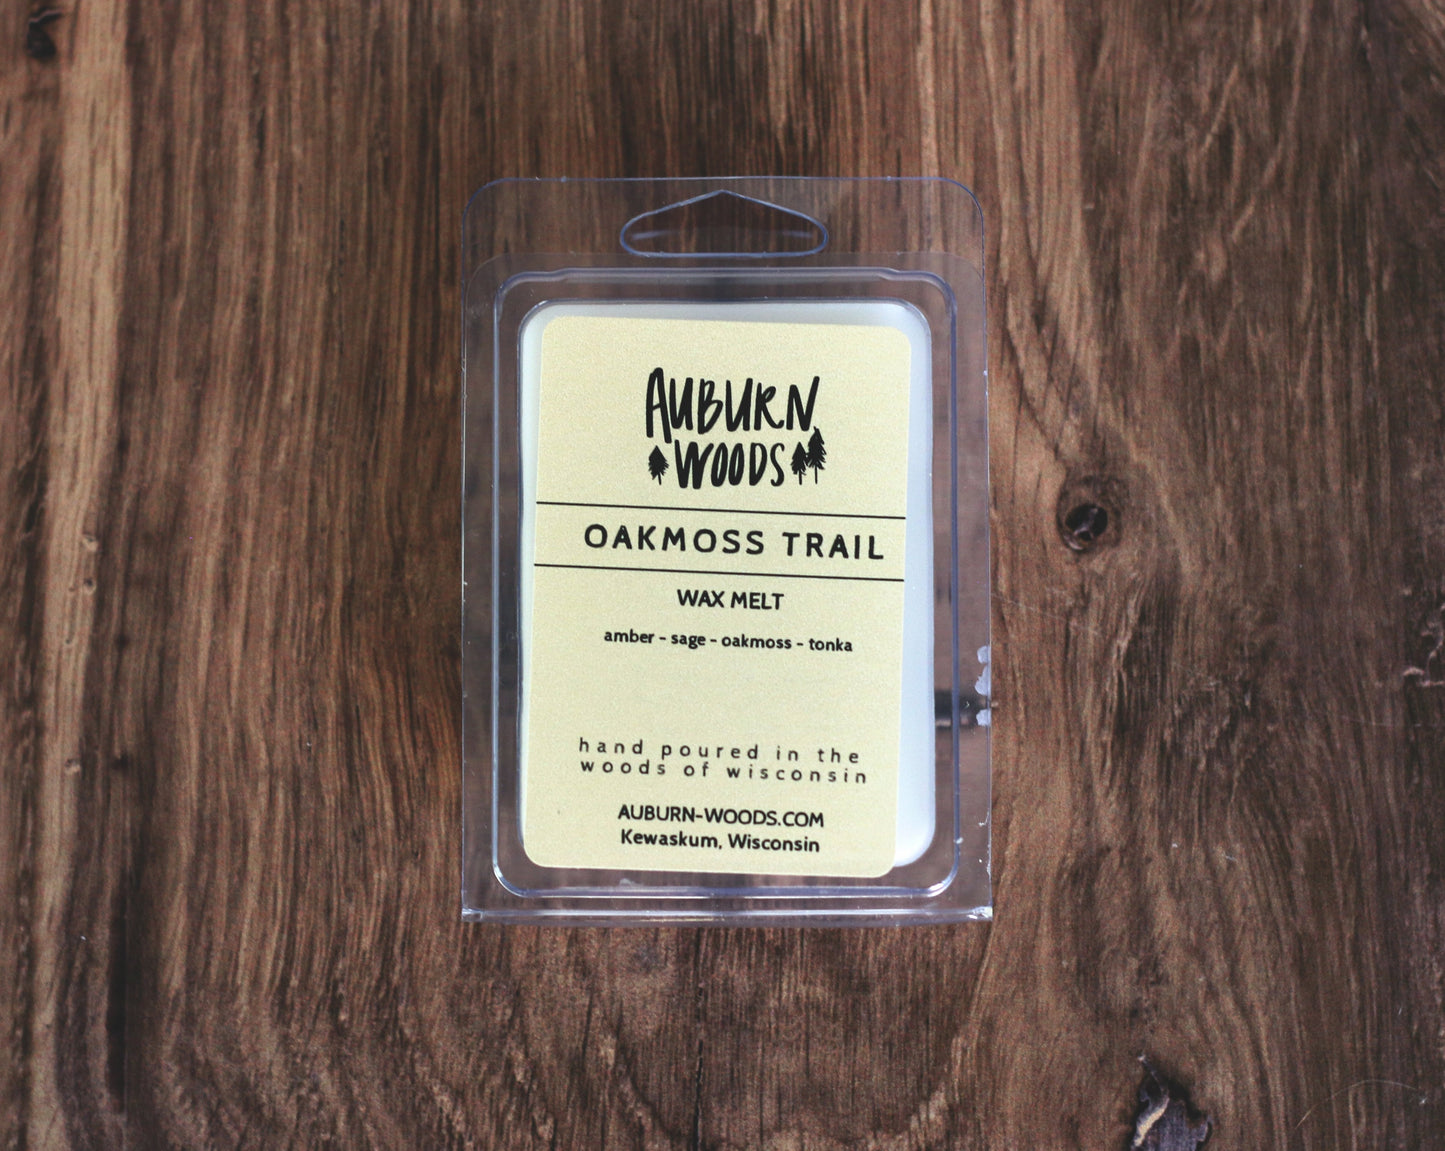 AUBURN
WOODS
OAKMOSS TRAIL
WAX MELT
amber - sage - oakmoss - tonka
hand poured in the
woods of wisconsin
AUBURN-WOODS.COM
Kewaskum, Wisconsin